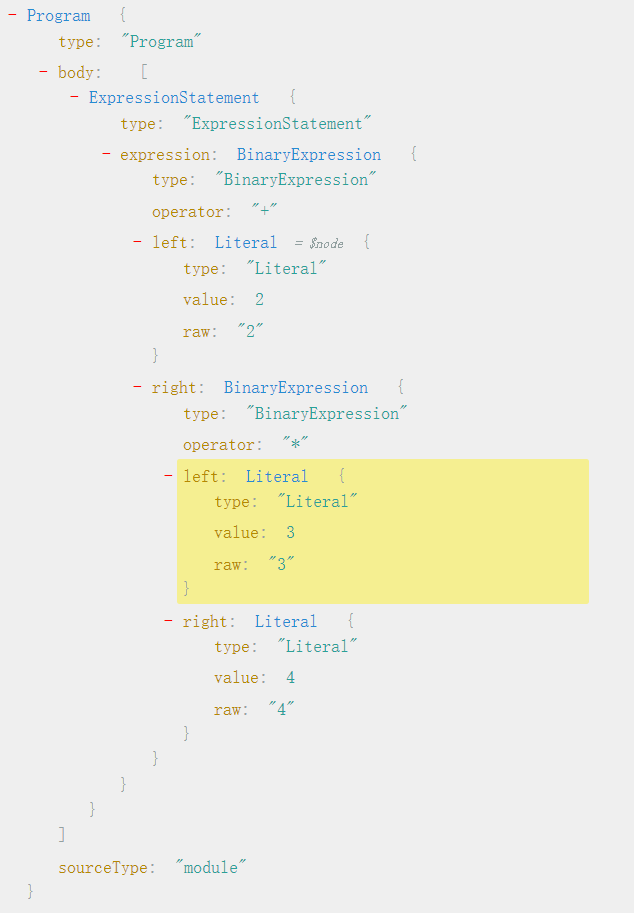 - Program {
type: "Program"
- body: [
- ExpressionStatement {
type: "ExpressionStatement"
- expression: BinaryExpression {
type: "BinaryExpression"
operator: "+"
- left: Literal = $node {
type: "Literal"
value: 2
raw: "2"
}
- right: BinaryExpression {
type: "BinaryExpression"
operator: "*"
- left: Literal {
type: "Literal"
value: 3
raw: "3"
}
- right: Literal {
type: "Literal"
value: 4
raw: "4"
}
}
}
}
]
sourceType: "module"
}